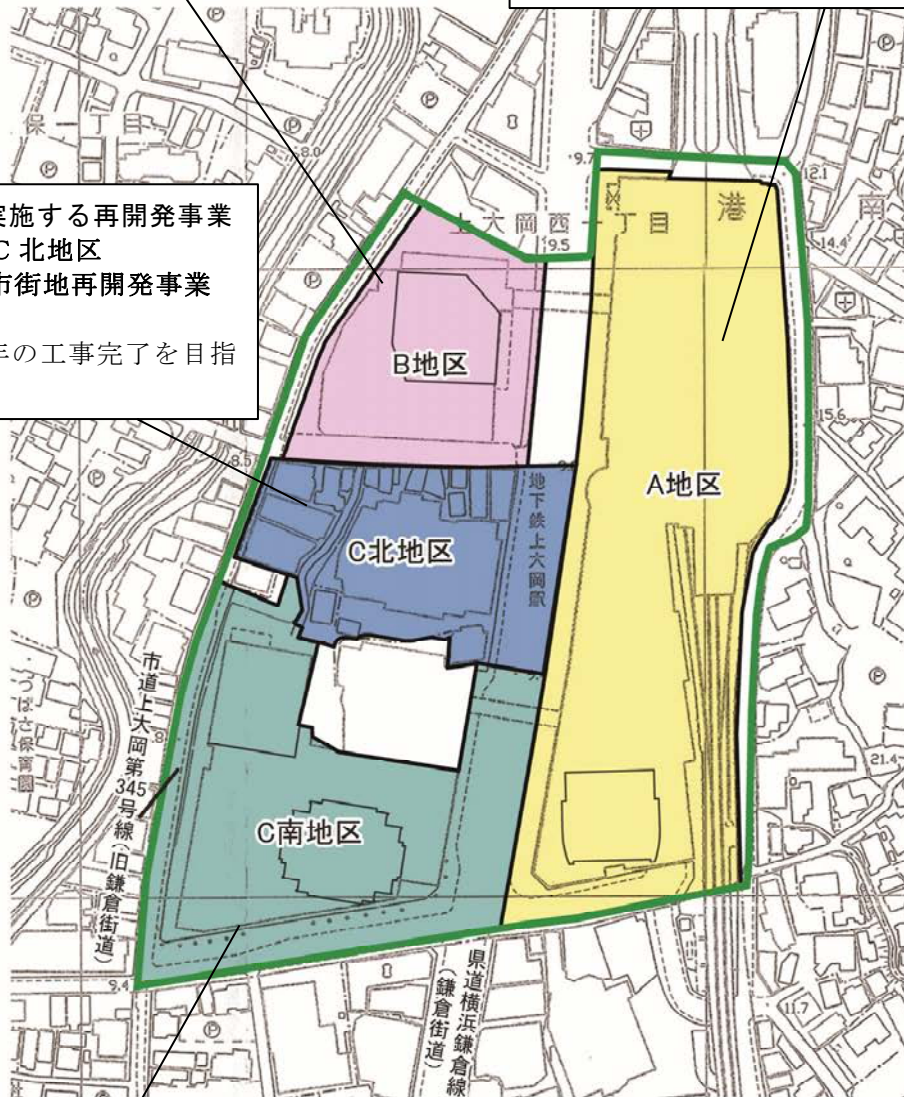 保一丁目
8.0
9.7
12.1
上大岡西一丁目
港
南
9.5
14.4
実施する再開発事業
C 北地区
市街地再開発事業
年の工事完了を目指
B地区
15.6
8.5
A地区
地下鉄上大岡駅
C北地区
つばさ保育園
市道上大岡第345号線(旧鎌倉街道)
21.4
C南地区
9.4
県道横浜鎌倉線
(鎌倉街道)
11.7